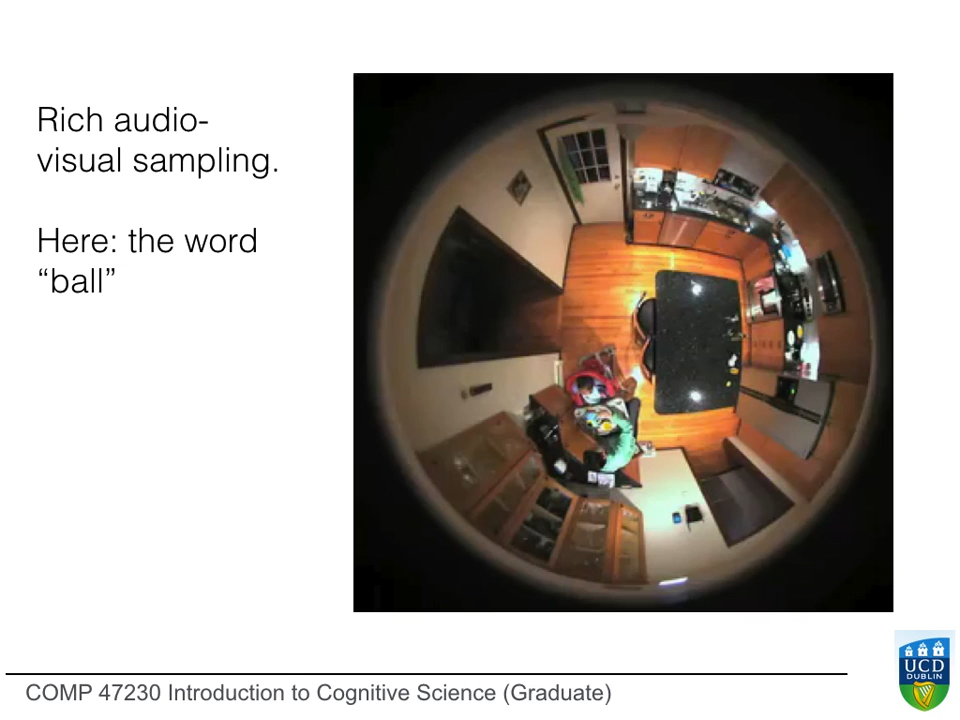 Rich audio-
visual sampling.
Here: the word
“ball”
COMP 47230 Introduction to Cognitive Science (Graduate)
UCD
DUBLIN